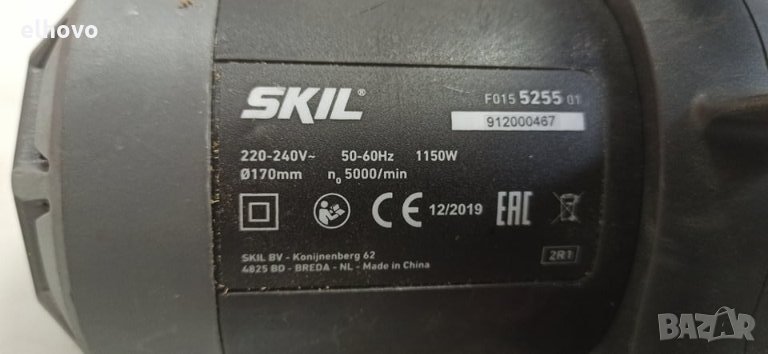 elhovo
SKIL®
F015 5255 01
912000467
220-240V~ 50-60Hz 1150W
Ø170mm n₀ 5000/min
CE 12/2019 EAC
SKIL BV - Konijnenberg 62
4825 BD - BREDA - NL - Made in China
2R1
BAZAR